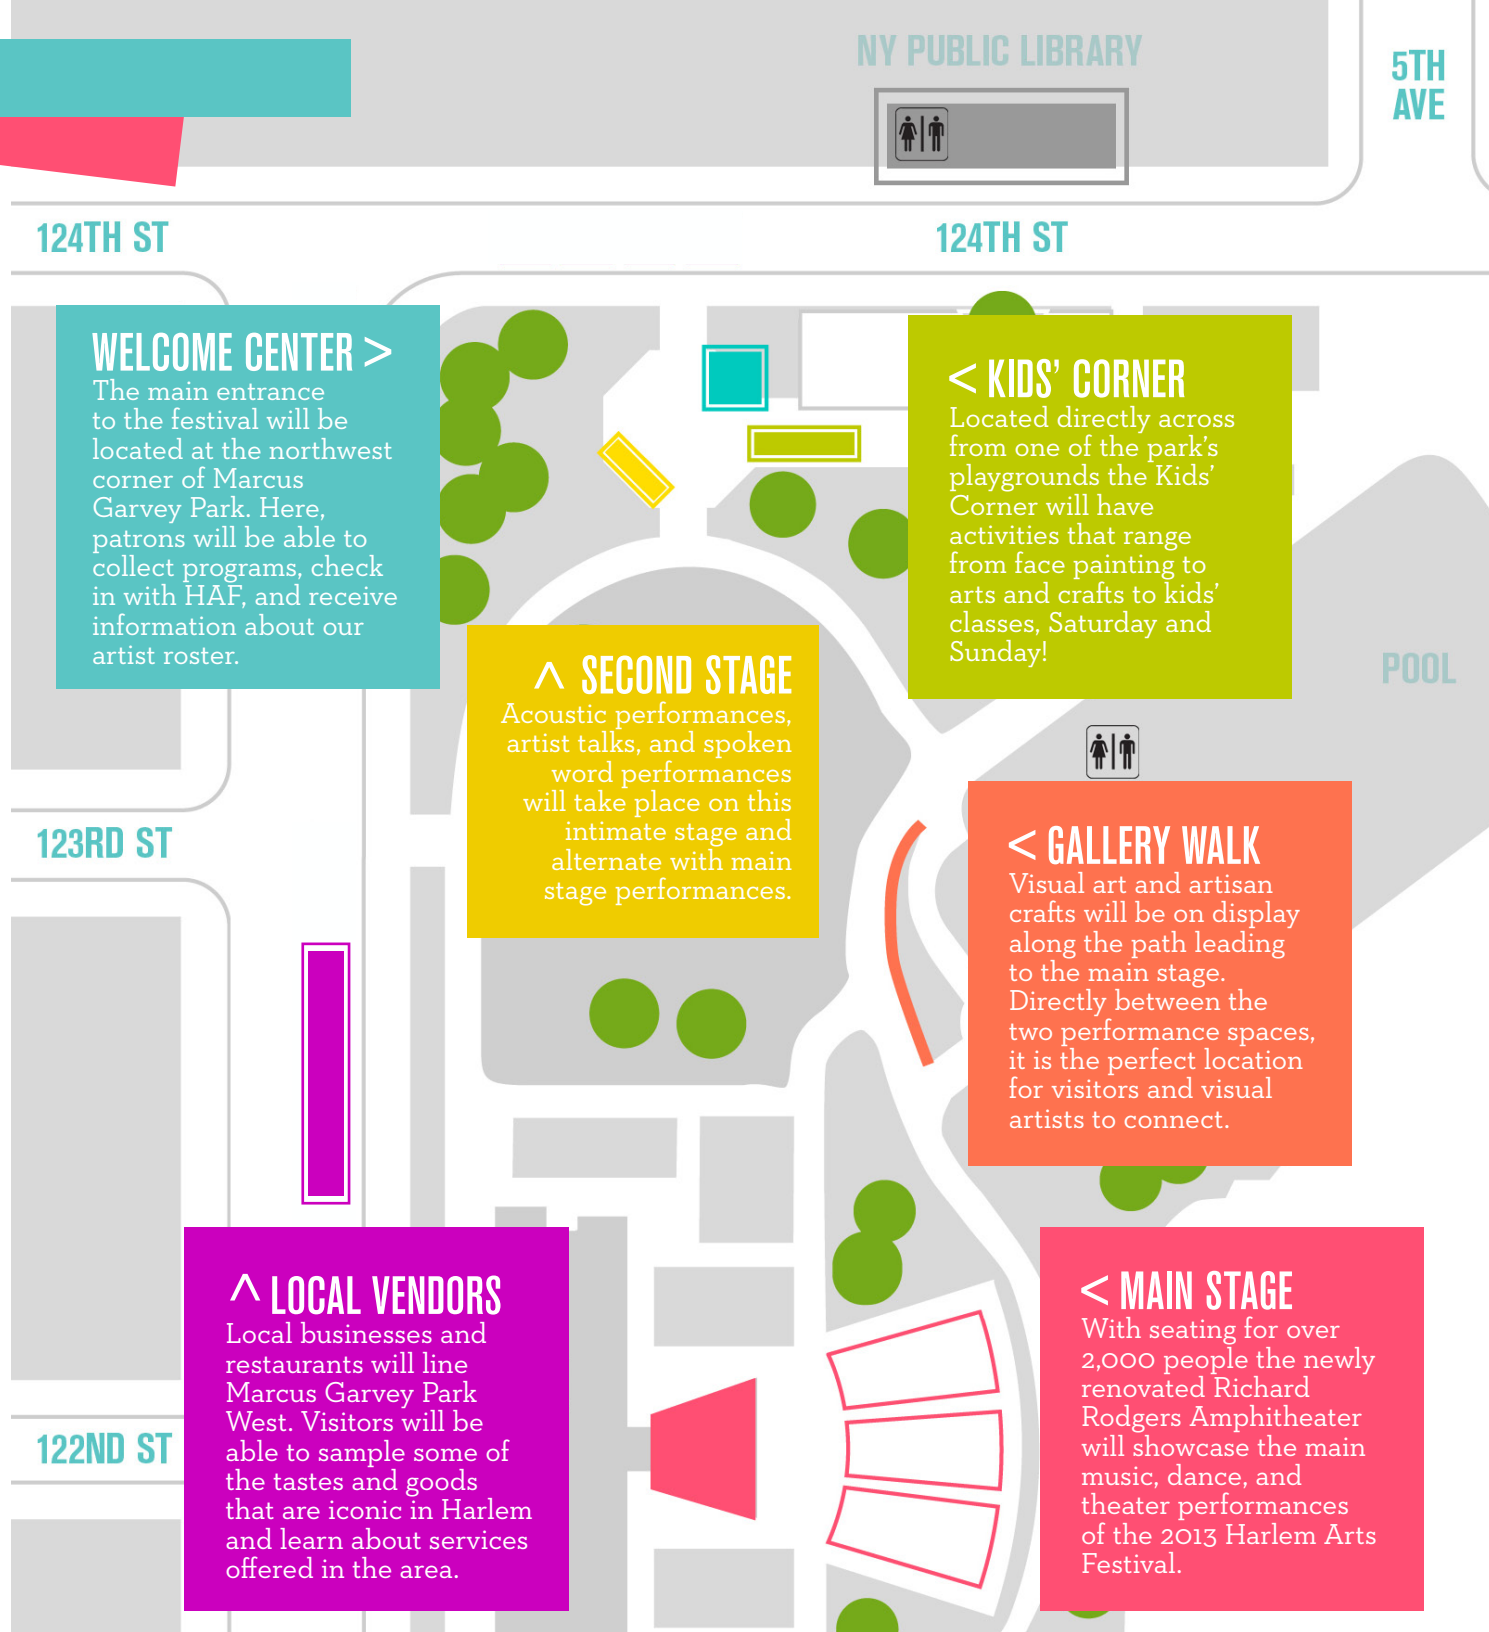 NY PUBLIC LIBRARY
5TH
AVE
124TH ST
124TH ST
WELCOME CENTER >
The main entrance
to the festival will be
located at the northwest
corner of Marcus
Garvey Park. Here,
patrons will be able to
collect programs, check
in with HAF, and receive
information about our
artist roster.
< KIDS' CORNER
Located directly across
from one of the park's
playgrounds the Kids'
Corner will have
activities that range
from face painting to
arts and crafts to kids'
classes, Saturday and
Sunday!
^ SECOND STAGE
Acoustic performances,
artist talks, and spoken
word performances
will take place on this
intimate stage and
alternate with main
stage performances.
POOL
123RD ST
< GALLERY WALK
Visual art and artisan
crafts will be on display
along the path leading
to the main stage.
Directly between the
two performance spaces,
it is the perfect location
for visitors and visual
artists to connect.
^ LOCAL VENDORS
Local businesses and
restaurants will line
Marcus Garvey Park
West. Visitors will be
able to sample some of
the tastes and goods
that are iconic in Harlem
and learn about services
offered in the area.
122ND ST
< MAIN STAGE
With seating for over
2,000 people the newly
renovated Richard
Rodgers Amphitheater
will showcase the main
music, dance, and
theater performances
of the 2013 Harlem Arts
Festival.